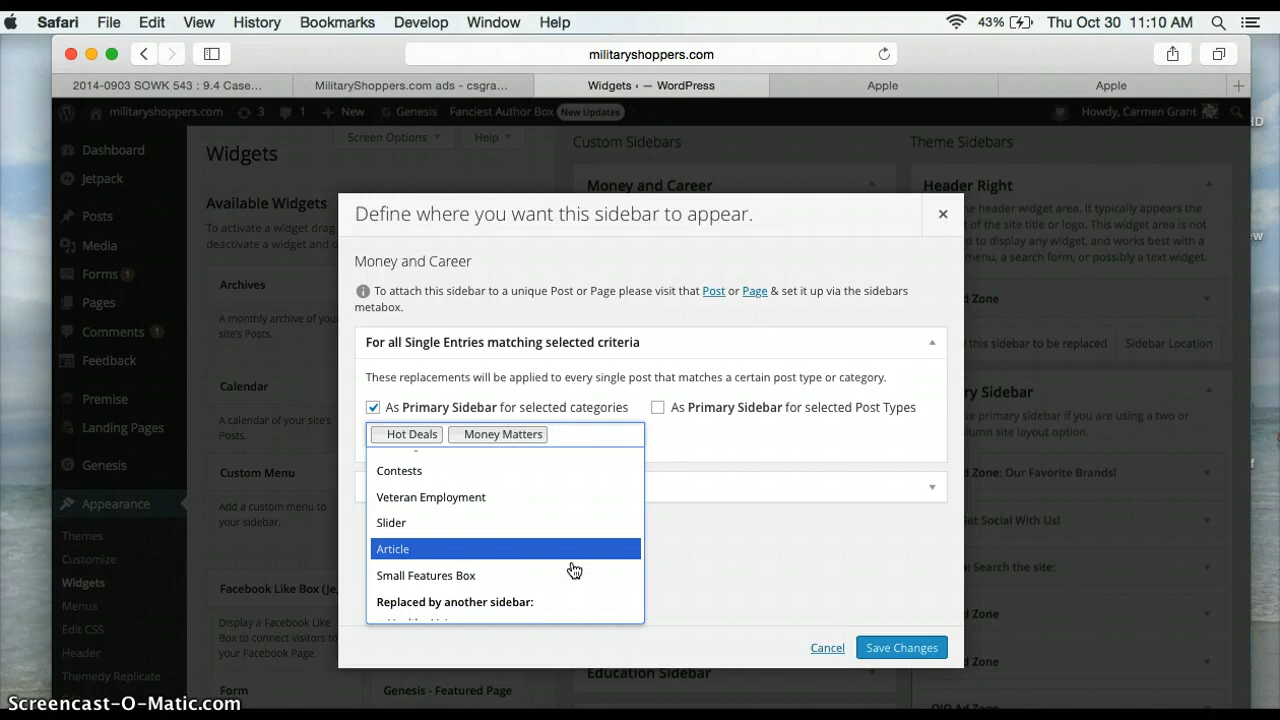 Safari File Edit View History Bookmarks Develop Window Help 43% Thu Oct 30 11:10 AM
militaryshoppers.com
2014-0903 SOWK 543 : 9.4 Case... MilitaryShoppers.com ads - csgra... Widgets ‹ — WordPress Apple Apple
militaryshoppers.com 3 1 New Genesis Fanciest Author Box New Updates Howdy, Carmen Grant
Screen Options Help
Dashboard
Jetpack
Posts
Media
Forms 1
Pages
Comments 1
Feedback
Premise
Landing Pages
Genesis
Appearance
Themes
Customize
Widgets
Menus
Edit CSS
Header
Themedy Replicate
Widgets
Available Widgets
To activate a widget drag
deactivate a widget and
Archives
A monthly archive of your
site's Posts.
Calendar
A calendar of your site's
Posts.
Custom Menu
Add a custom menu to
your sidebar.
Facebook Like Box (Je
Display a Facebook Like
Box to connect visitors to
your Facebook Page
Form
Genesis - Featured Page
Custom Sidebars
Money and Career
Education Sidebar
Theme Sidebars
Header Right
header widget area. It typically appears
of the site title or logo. This widget area is not
to display any widget, and works best with a
menu, a search form, or possibly a text widget.
d Zone
this sidebar to be replaced Sidebar Location
Sidebar
primary sidebar if you are using a two or
column site layout option.
d Zone: Our Favorite Brands!
Get Social With Us!
Search the site:
d Zone
d Zone
Define where you want this sidebar to appear.
Money and Career
To attach this sidebar to a unique Post or Page please visit that Post or Page & set it up via the sidebars
metabox.
For all Single Entries matching selected criteria
These replacements will be applied to every single post that matches a certain post type or category.
As Primary Sidebar for selected categories As Primary Sidebar for selected Post Types
Hot Deals Money Matters
Contests
Veteran Employment
Slider
Article
Small Features Box
Replaced by another sidebar:
Cancel Save Changes
Screencast-O-Matic.com